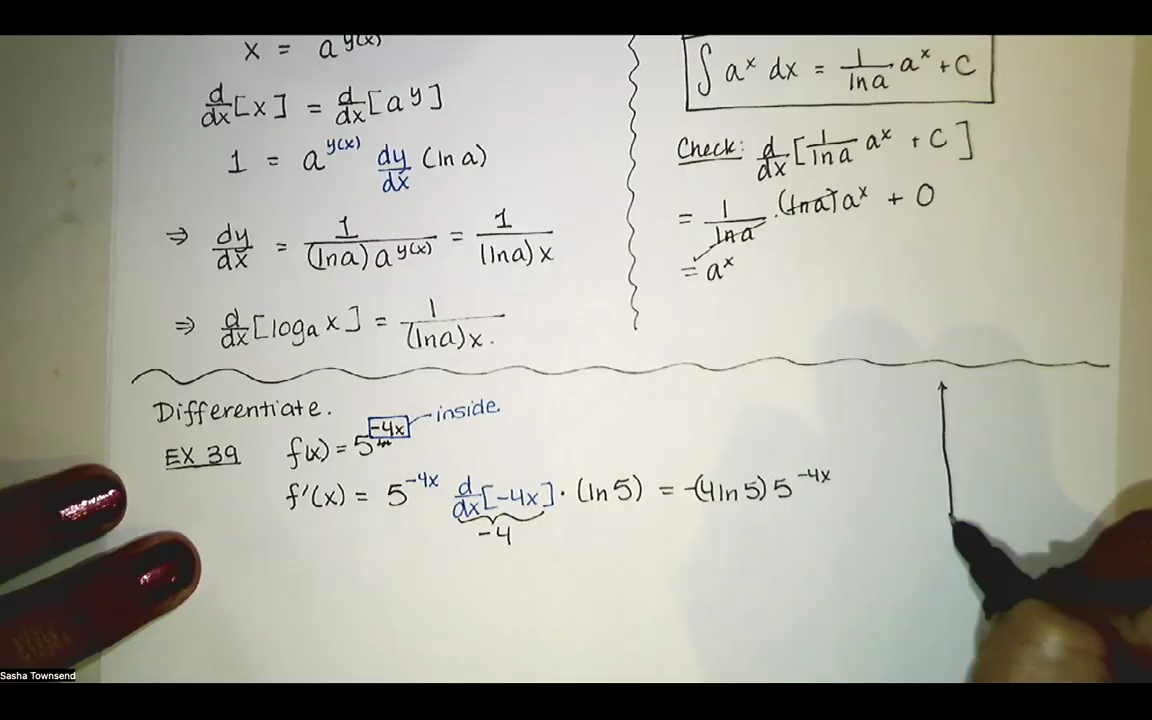 x = a^y(x)
d/dx [x] = d/dx [a^y]
1 = a^y(x) dy/dx (ln a)
⇒ dy/dx = 1/((ln a) a^y(x)) = 1/((ln a) x)
⇒ d/dx [log_a x] = 1/((ln a) x).
∫ a^x dx = 1/(ln a) a^x + C
Check: d/dx [1/(ln a) a^x + C]
= 1/(ln a) · (ln a) a^x + 0
= a^x
Differentiate.
EX 39 f(x) = 5^-4x inside
f'(x) = 5^-4x d/dx [-4x] · (ln 5) = -(4 ln 5) 5^-4x
-4
Sasha Townsend